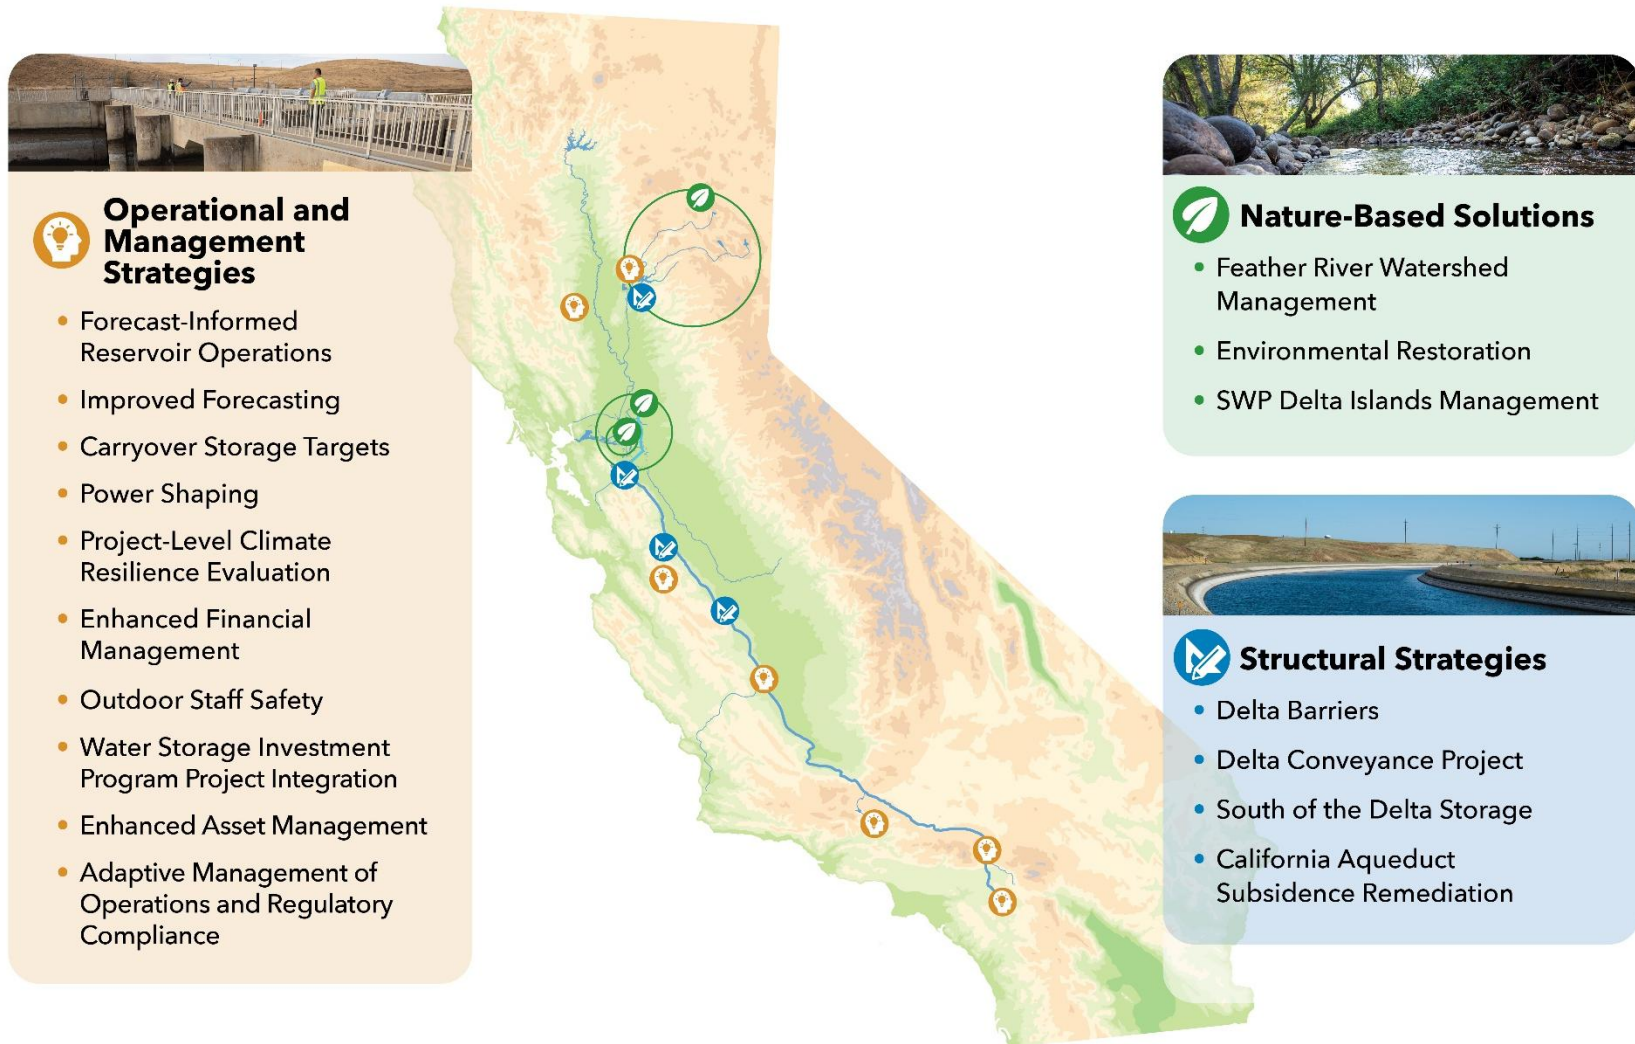 Operational and
Management
Strategies
Forecast-Informed
Reservoir Operations
Improved Forecasting
Carryover Storage Targets
Power Shaping
Project-Level Climate
Resilience Evaluation
Enhanced Financial
Management
Outdoor Staff Safety
Water Storage Investment
Program Project Integration
Enhanced Asset Management
Adaptive Management of
Operations and Regulatory
Compliance
Nature-Based Solutions
Feather River Watershed
Management
Environmental Restoration
SWP Delta Islands Management
Structural Strategies
Delta Barriers
Delta Conveyance Project
South of the Delta Storage
California Aqueduct
Subsidence Remediation